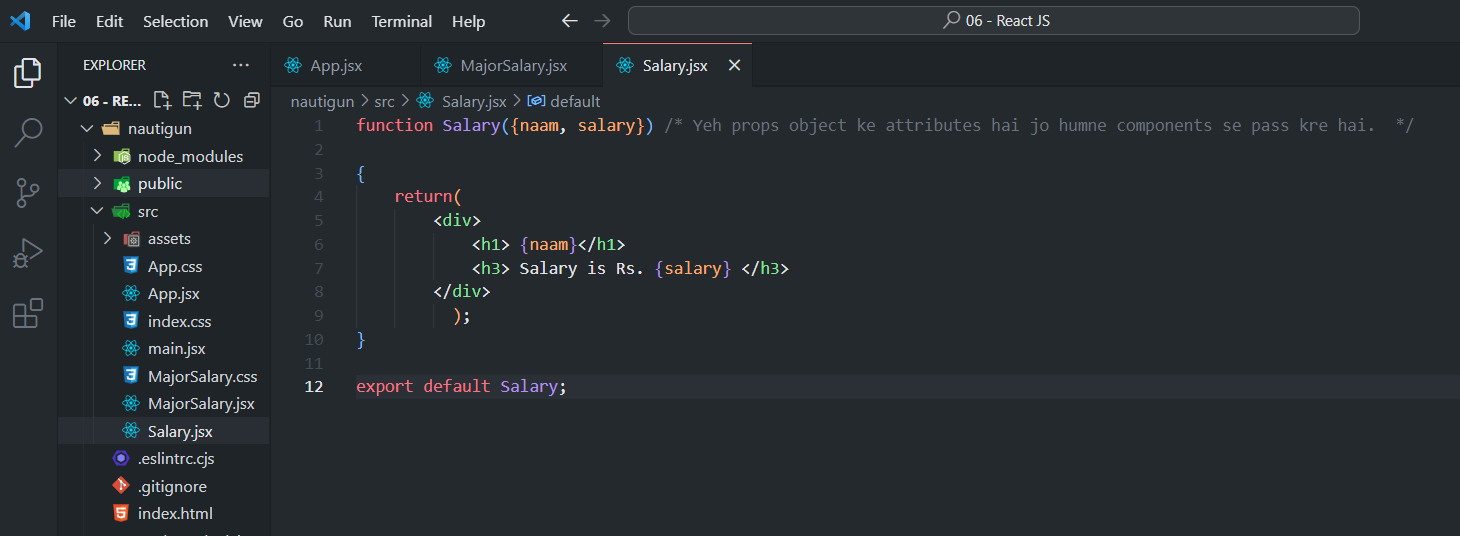 File Edit Selection View Go Run Terminal Help
06 - React JS
EXPLORER ...
App.jsx
MajorSalary.jsx
Salary.jsx
06 - RE...
nautigun
node_modules
public
src
assets
App.css
App.jsx
index.css
main.jsx
MajorSalary.css
MajorSalary.jsx
Salary.jsx
.eslintrc.cjs
.gitignore
index.html
nautigun > src > Salary.jsx > default
1 function Salary({naam, salary}) /* Yeh props object ke attributes hai jo humne components se pass kre hai.  */
2
3 {
4     return(
5         <div>
6             <h1> {naam}</h1>
7             <h3> Salary is Rs. {salary} </h3>
8         </div>
9           );
10 }
11
12 export default Salary;